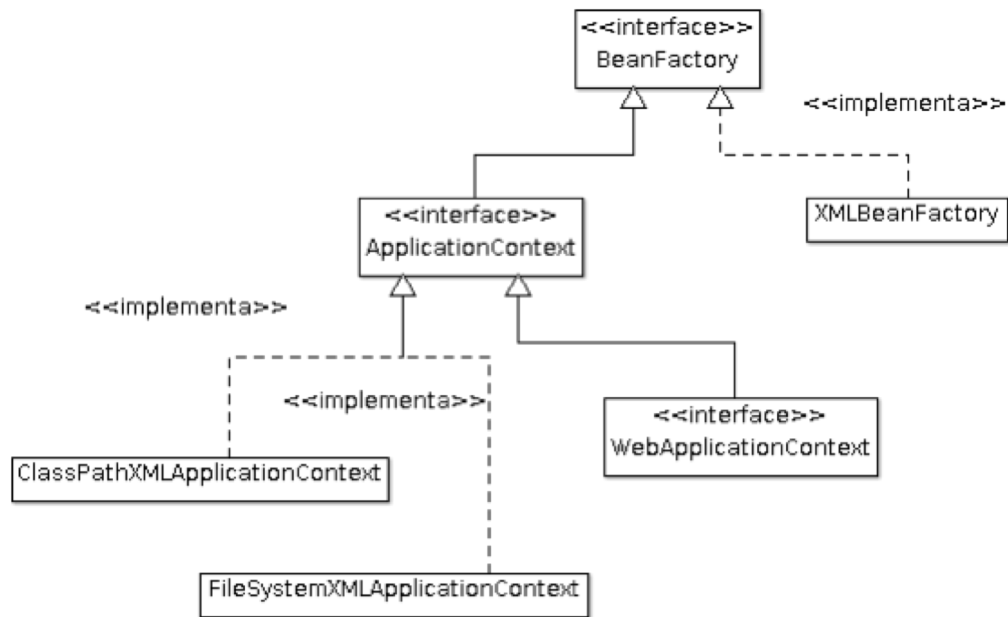 <<interface>>
BeanFactory
<<implementa>>
XMLBeanFactory
<<interface>>
ApplicationContext
<<implementa>>
<<implementa>>
<<interface>>
WebApplicationContext
ClassPathXMLApplicationContext
FileSystemXMLApplicationContext